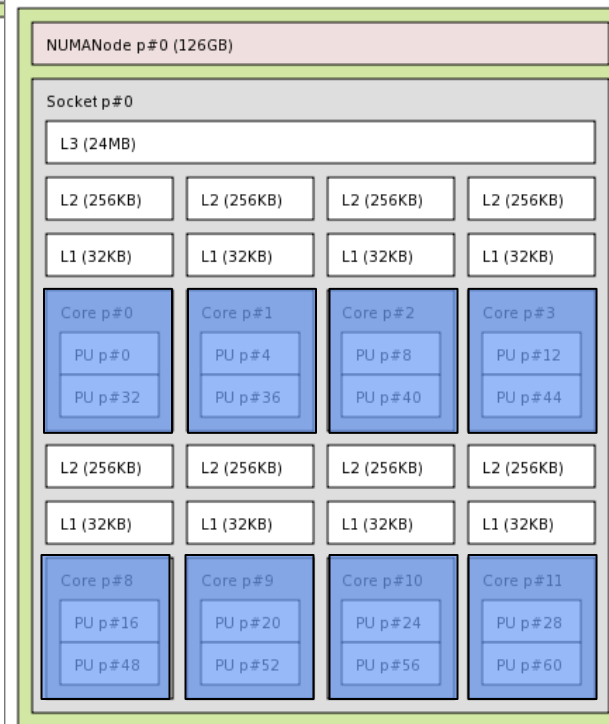 NUMANode p#0 (126GB)
Socket p#0
L3 (24MB)
L2 (256KB) L2 (256KB) L2 (256KB) L2 (256KB)
L1 (32KB) L1 (32KB) L1 (32KB) L1 (32KB)
Core p#0 Core p#1 Core p#2 Core p#3
PU p#0 PU p#4 PU p#8 PU p#12
PU p#32 PU p#36 PU p#40 PU p#44
L2 (256KB) L2 (256KB) L2 (256KB) L2 (256KB)
L1 (32KB) L1 (32KB) L1 (32KB) L1 (32KB)
Core p#8 Core p#9 Core p#10 Core p#11
PU p#16 PU p#20 PU p#24 PU p#28
PU p#48 PU p#52 PU p#56 PU p#60